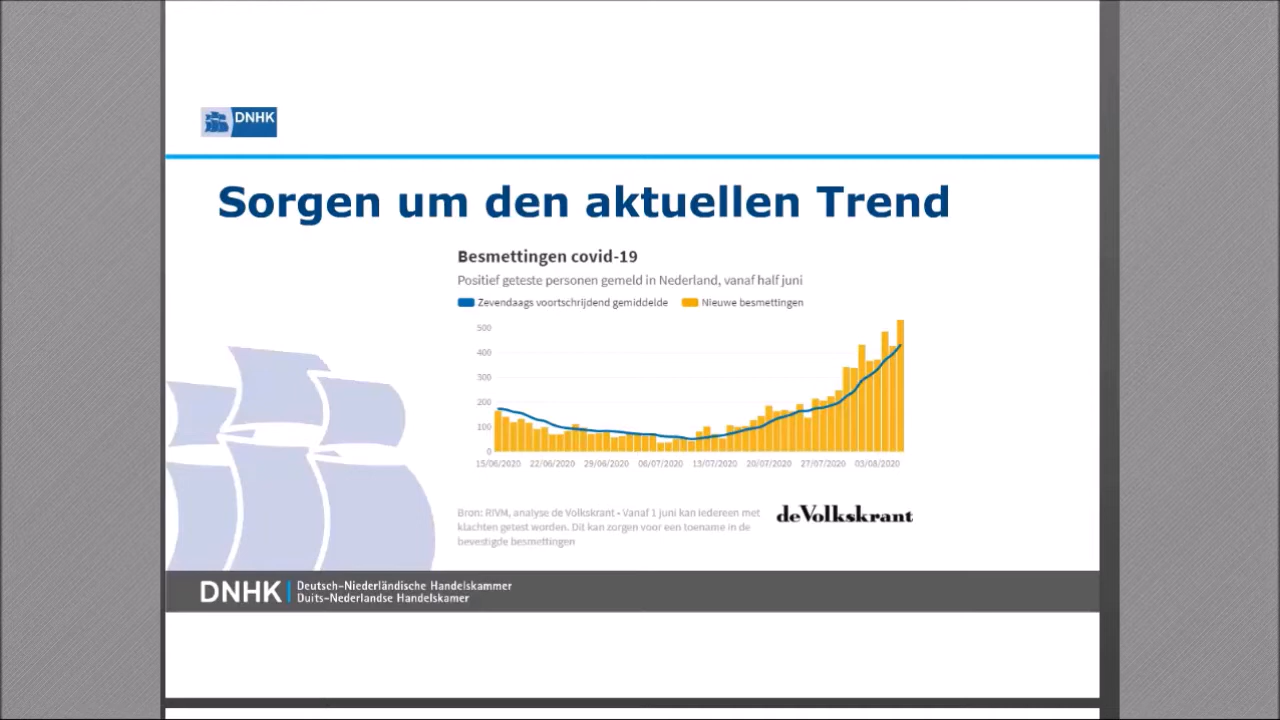 DNHK
Sorgen um den aktuellen Trend
Besmettingen covid-19
Positief geteste personen gemeld in Nederland, vanaf half juni
Zevendaags voortschrijdend gemiddelde Nieuwe besmettingen
500
400
300
200
100
0
15/06/2020 22/06/2020 29/06/2020 06/07/2020 13/07/2020 20/07/2020 27/07/2020 03/08/2020
Bron: RIVM, analyse de Volkskrant • Vanaf 1 juni kan iedereen met
klachten getest worden. Dit kan zorgen voor een toename in de
bevestigde besmettingen
deVolkskrant
DNHK
Deutsch-Niederländische Handelskammer
Duits-Nederlandse Handelskamer